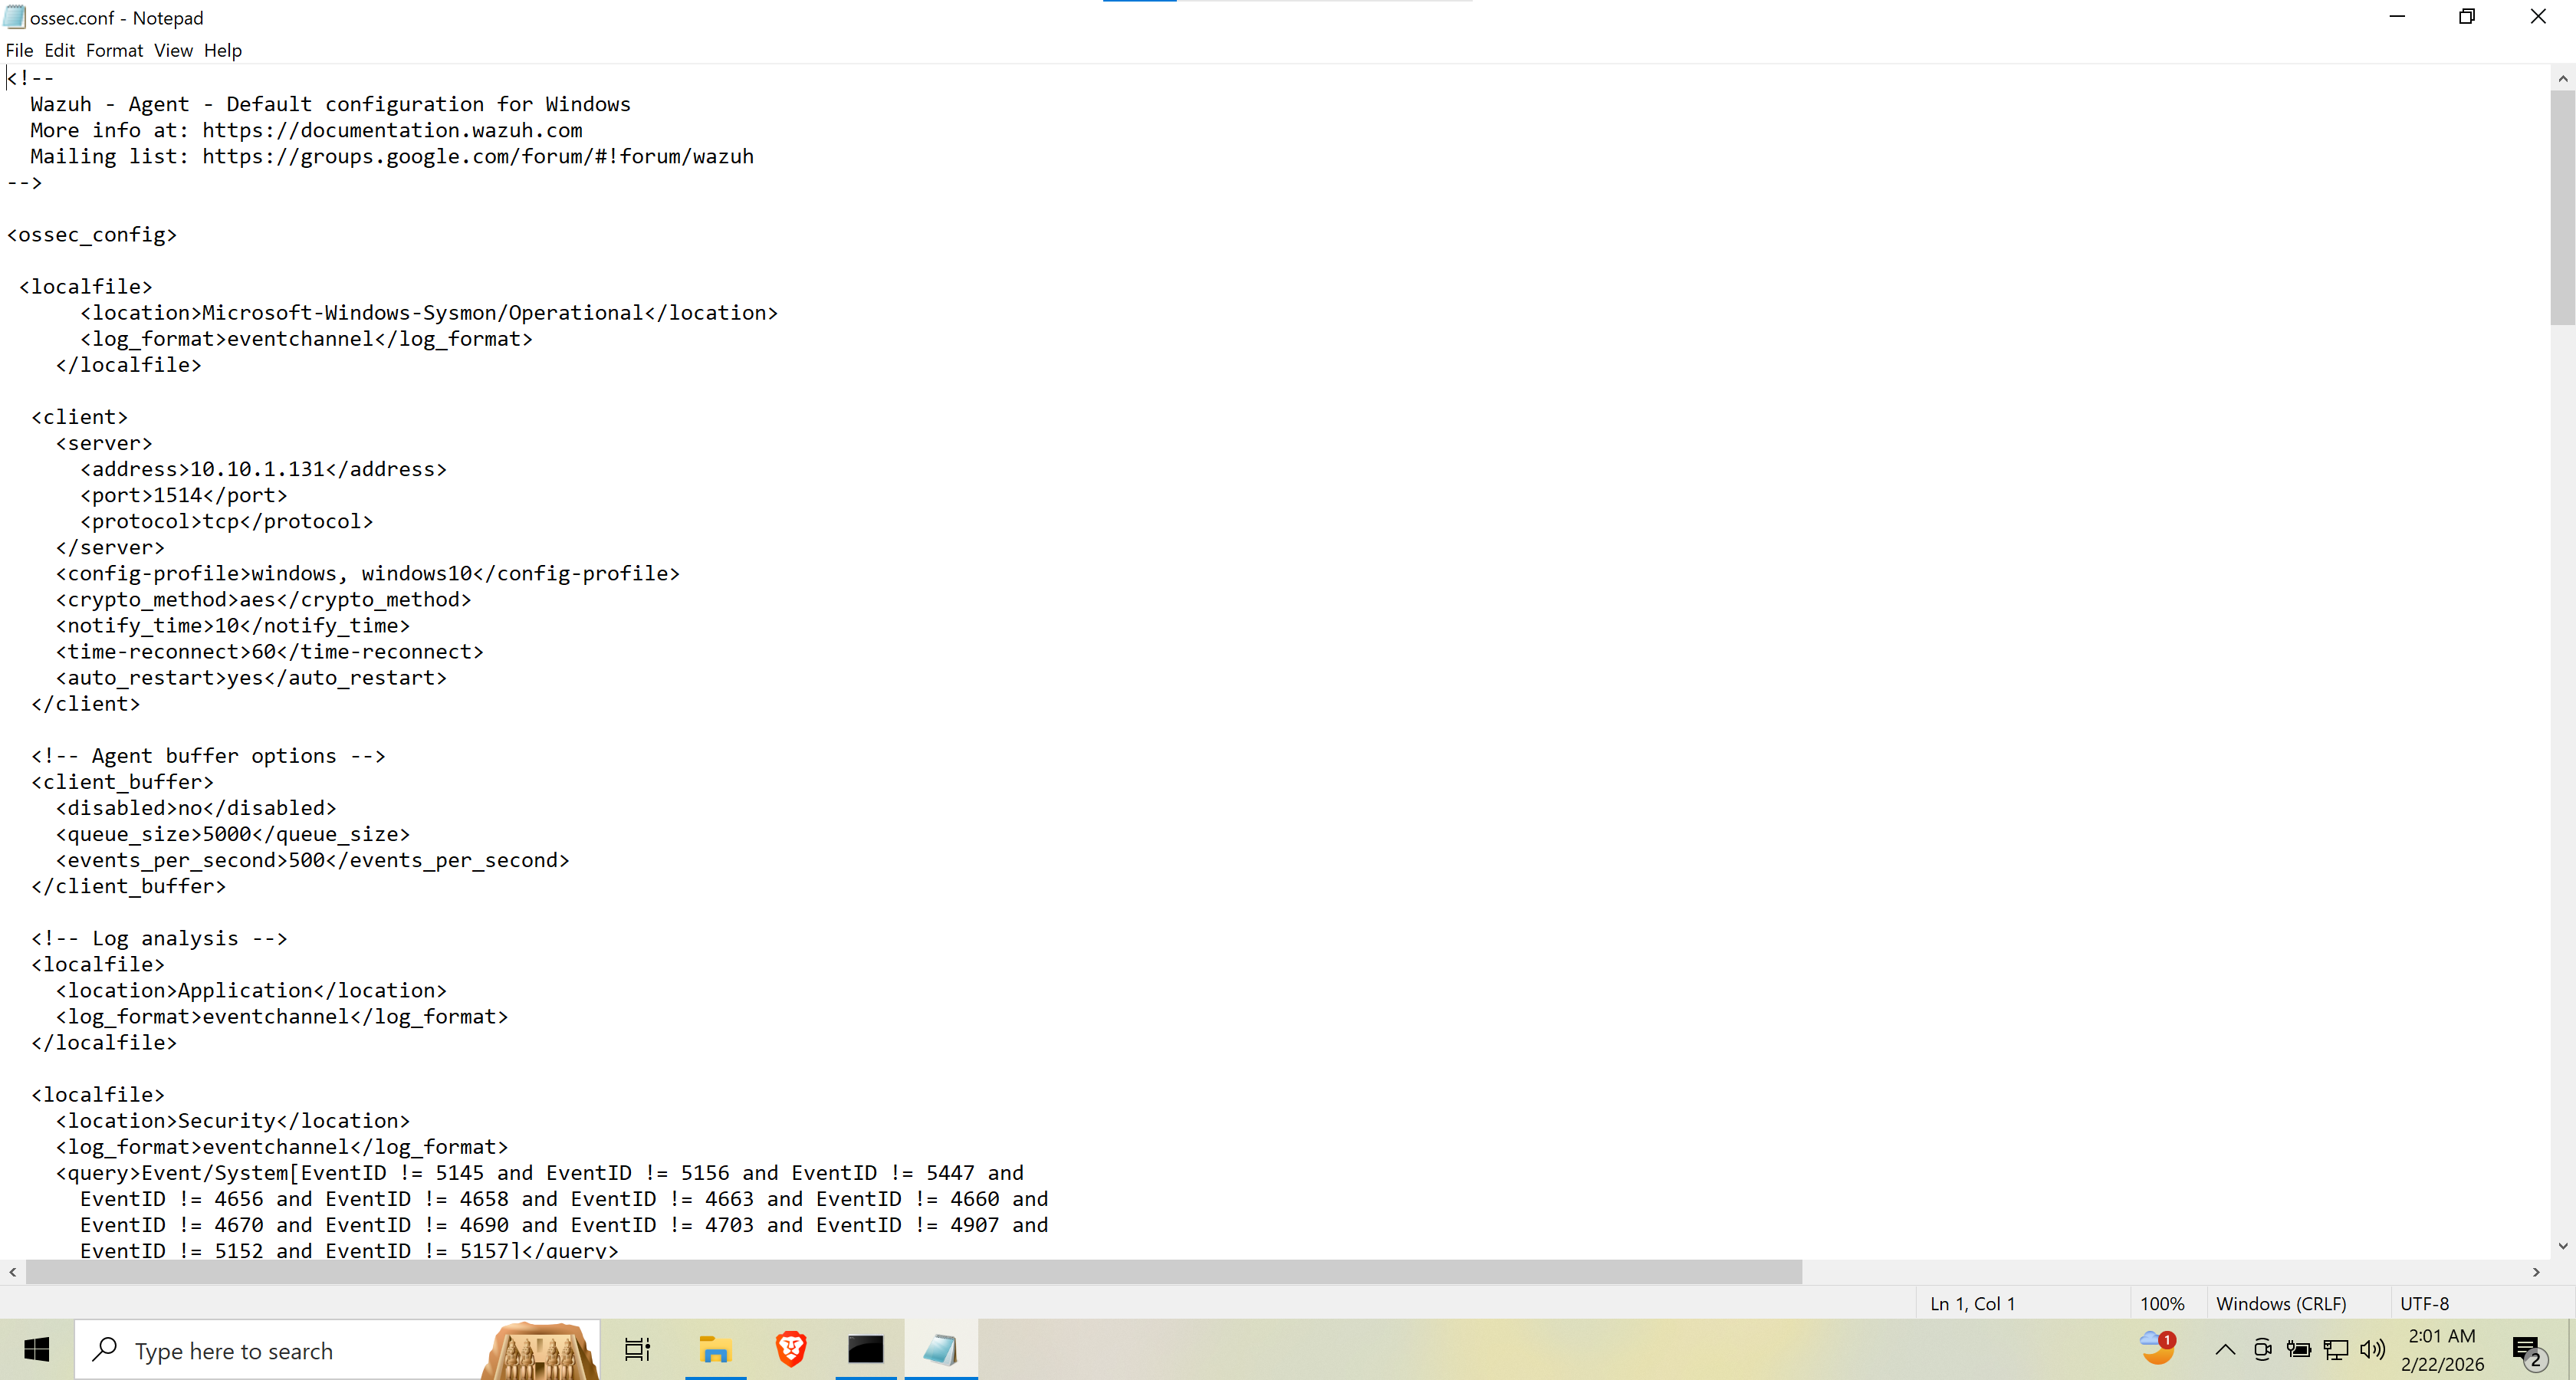 ossec.conf - Notepad
File Edit Format View Help
<!--
  Wazuh - Agent - Default configuration for Windows
  More info at: https://documentation.wazuh.com
  Mailing list: https://groups.google.com/forum/#!forum/wazuh
-->

<ossec_config>

 <localfile>
      <location>Microsoft-Windows-Sysmon/Operational</location>
      <log_format>eventchannel</log_format>
    </localfile>

  <client>
    <server>
      <address>10.10.1.131</address>
      <port>1514</port>
      <protocol>tcp</protocol>
    </server>
    <config-profile>windows, windows10</config-profile>
    <crypto_method>aes</crypto_method>
    <notify_time>10</notify_time>
    <time-reconnect>60</time-reconnect>
    <auto_restart>yes</auto_restart>
  </client>

  <!-- Agent buffer options -->
  <client_buffer>
    <disabled>no</disabled>
    <queue_size>5000</queue_size>
    <events_per_second>500</events_per_second>
  </client_buffer>

  <!-- Log analysis -->
  <localfile>
    <location>Application</location>
    <log_format>eventchannel</log_format>
  </localfile>

  <localfile>
    <location>Security</location>
    <log_format>eventchannel</log_format>
    <query>Event/System[EventID != 5145 and EventID != 5156 and EventID != 5447 and
      EventID != 4656 and EventID != 4658 and EventID != 4663 and EventID != 4660 and
      EventID != 4670 and EventID != 4690 and EventID != 4703 and EventID != 4907 and
      EventID != 5152 and EventID != 5157]</query>
Ln 1, Col 1
100%
Windows (CRLF)
UTF-8
Type here to search
1
2:01 AM
2/22/2026
2